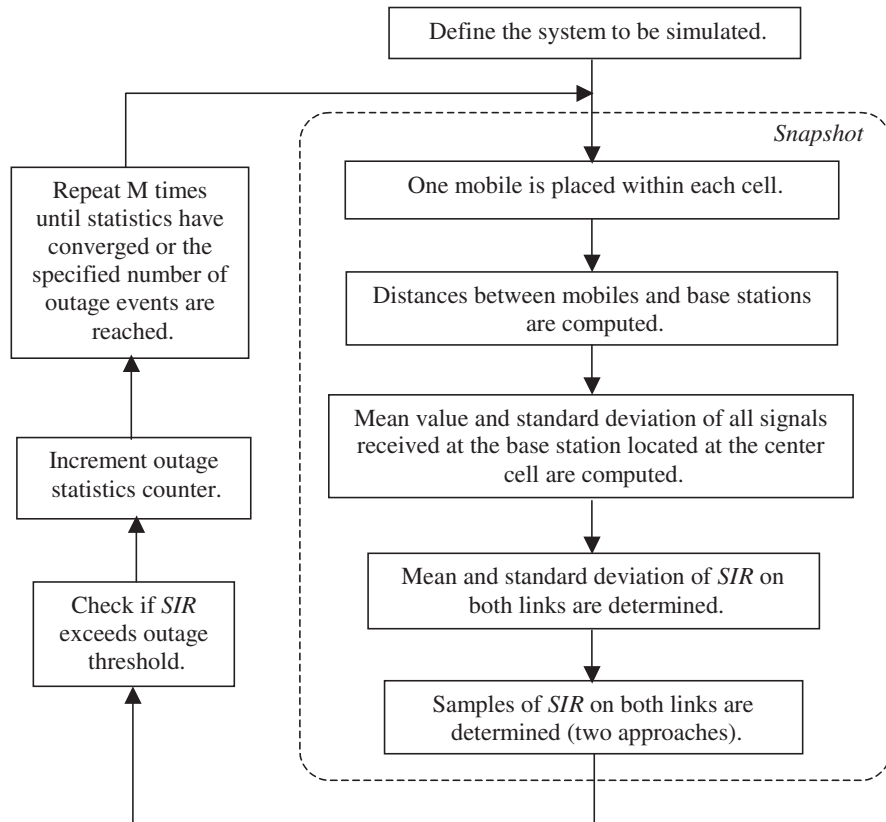 Define the system to be simulated.
Snapshot
One mobile is placed within each cell.
Distances between mobiles and base stations
are computed.
Mean value and standard deviation of all signals
received at the base station located at the center
cell are computed.
Mean and standard deviation of SIR on
both links are determined.
Samples of SIR on both links are
determined (two approaches).
Check if SIR
exceeds outage
threshold.
Increment outage
statistics counter.
Repeat M times
until statistics have
converged or the
specified number of
outage events are
reached.